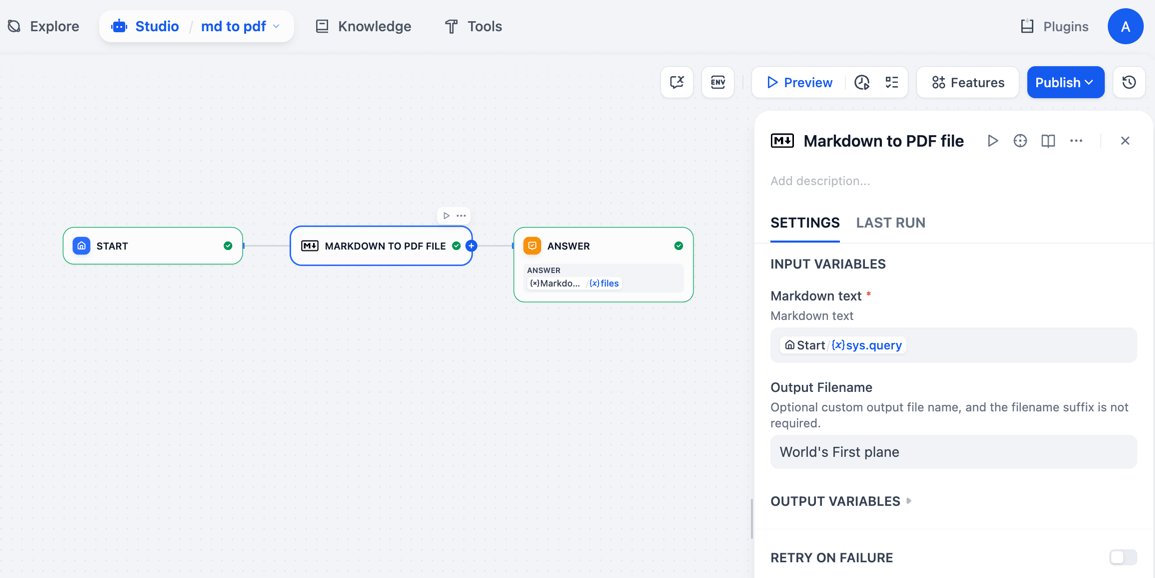 Explore
Studio / md to pdf
Knowledge
Tools
Plugins
A
ENV
Preview
Features
Publish
Markdown to PDF file
Add description...
SETTINGS
LAST RUN
START
MARKDOWN TO PDF FILE
ANSWER
ANSWER
{x}Markdo... / {x}files
INPUT VARIABLES
Markdown text *
Markdown text
Start / {x}sys.query
Output Filename
Optional custom output file name, and the filename suffix is not
required.
World's First plane
OUTPUT VARIABLES
RETRY ON FAILURE